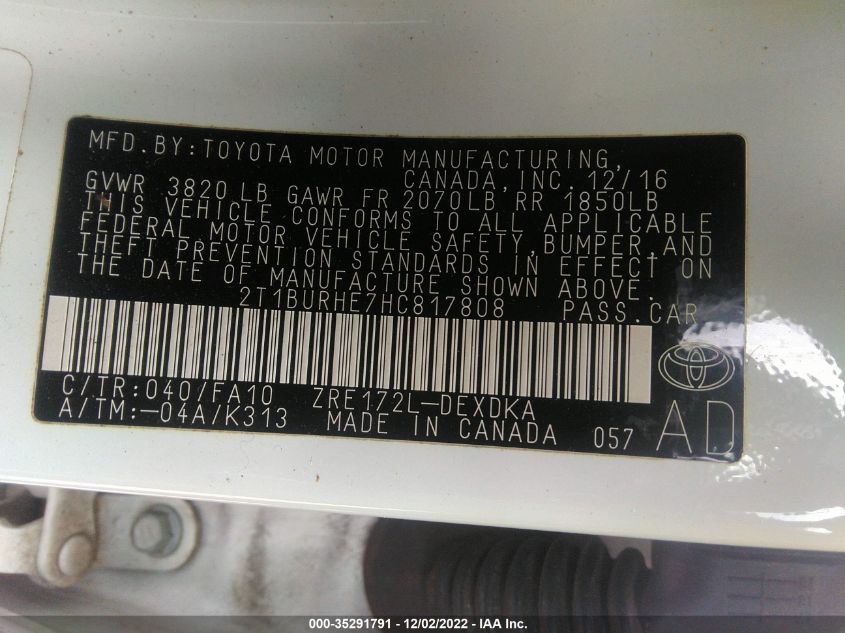 MFD.BY:TOYOTA MOTOR MANUFACTURING,
CANADA,INC. 12/16
GVWR 3820 LB GAWR FR 2070LB RR 1850LB
THIS VEHICLE CONFORMS TO ALL APPLICABLE
FEDERAL MOTOR VEHICLE SAFETY, BUMPER,AND
THEFT PREVENTION STANDARDS IN EFFECT ON
THE DATE OF MANUFACTURE SHOWN ABOVE.
2T1BURHE7HC817808 PASS.CAR
C/TR:040/FA10 ZRE172L-DEXDKA
A/TM:-04A/K313 MADE IN CANADA 057 AD
000-35291791 - 12/02/2022 - IAA Inc.